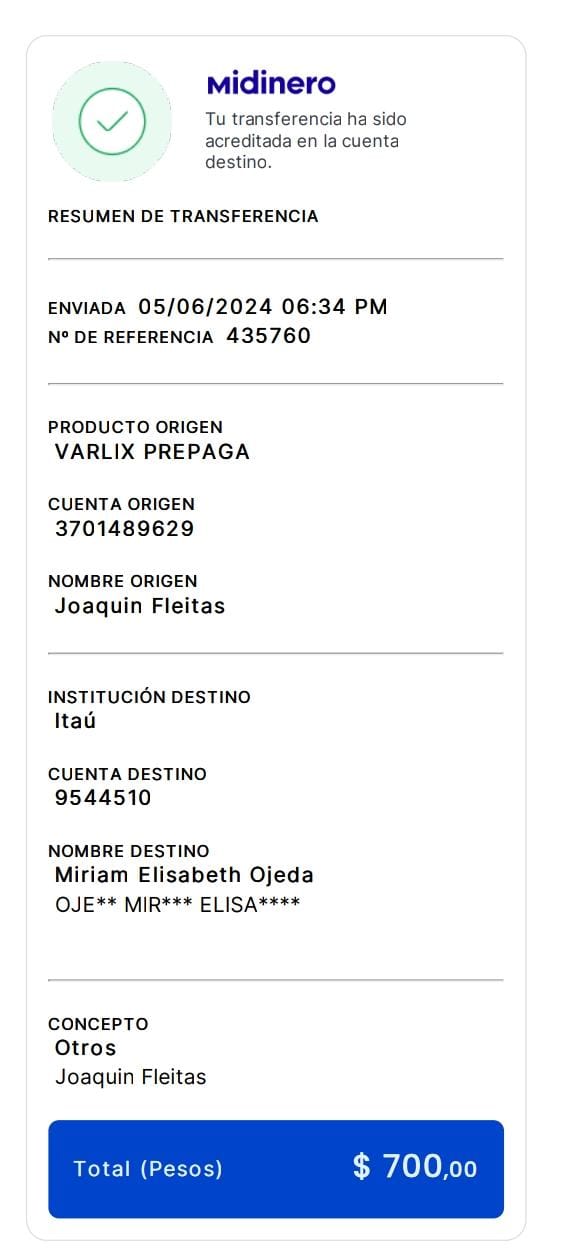 Midinero
Tu transferencia ha sido
acreditada en la cuenta
destino.
RESUMEN DE TRANSFERENCIA
ENVIADA 05/06/2024 06:34 PM
Nº DE REFERENCIA 435760
PRODUCTO ORIGEN
VARLIX PREPAGA
CUENTA ORIGEN
3701489629
NOMBRE ORIGEN
Joaquin Fleitas
INSTITUCIÓN DESTINO
Itaú
CUENTA DESTINO
9544510
NOMBRE DESTINO
Miriam Elisabeth Ojeda
OJE** MIR*** ELISA****
CONCEPTO
Otros
Joaquin Fleitas
Total (Pesos) $ 700,00